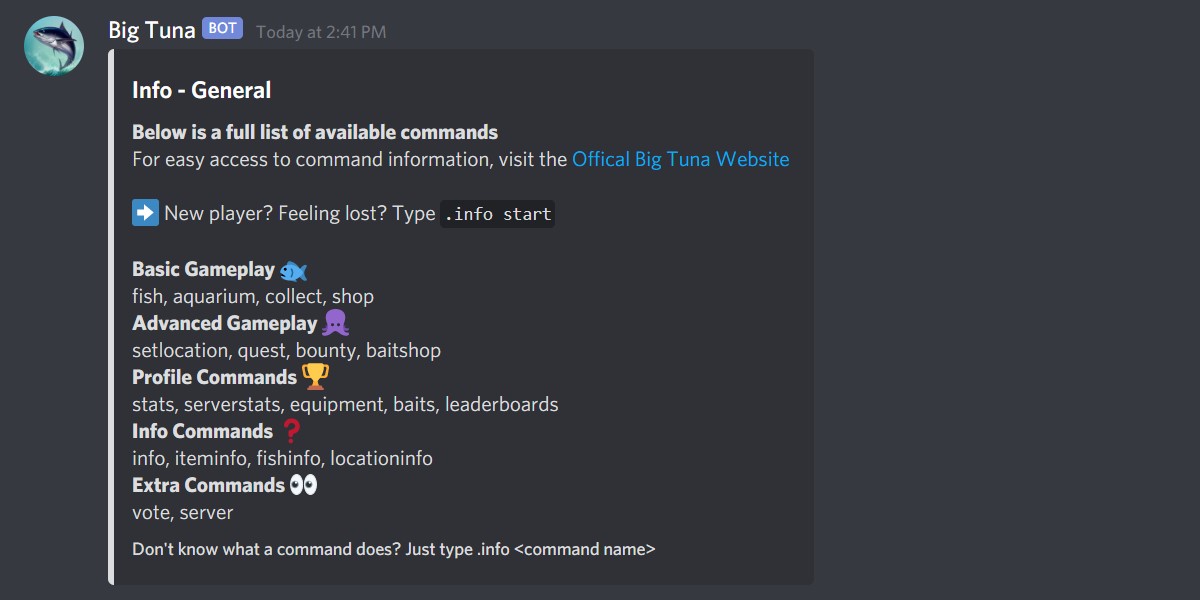 Big Tuna BOT Today at 2:41 PM
Info - General
Below is a full list of available commands
For easy access to command information, visit the Offical Big Tuna Website
New player? Feeling lost? Type .info start
Basic Gameplay
fish, aquarium, collect, shop
Advanced Gameplay
setlocation, quest, bounty, baitshop
Profile Commands
stats, serverstats, equipment, baits, leaderboards
Info Commands
info, iteminfo, fishinfo, locationinfo
Extra Commands
vote, server
Don't know what a command does? Just type .info <command name>